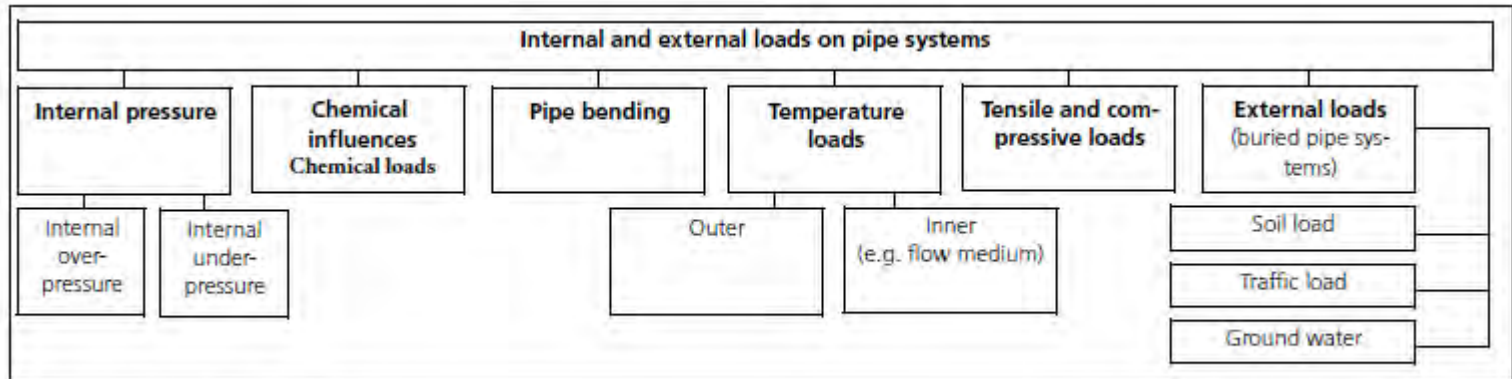 Internal and external loads on pipe systems
Internal pressure
Chemical
influences
Chemical loads
Pipe bending
Temperature
loads
Tensile and com-
pressive loads
External loads
(buried pipe sys-
tems)
Internal
over-
pressure
Internal
under-
pressure
Outer
Inner
(e.g. flow medium)
Soil load
Traffic load
Ground water